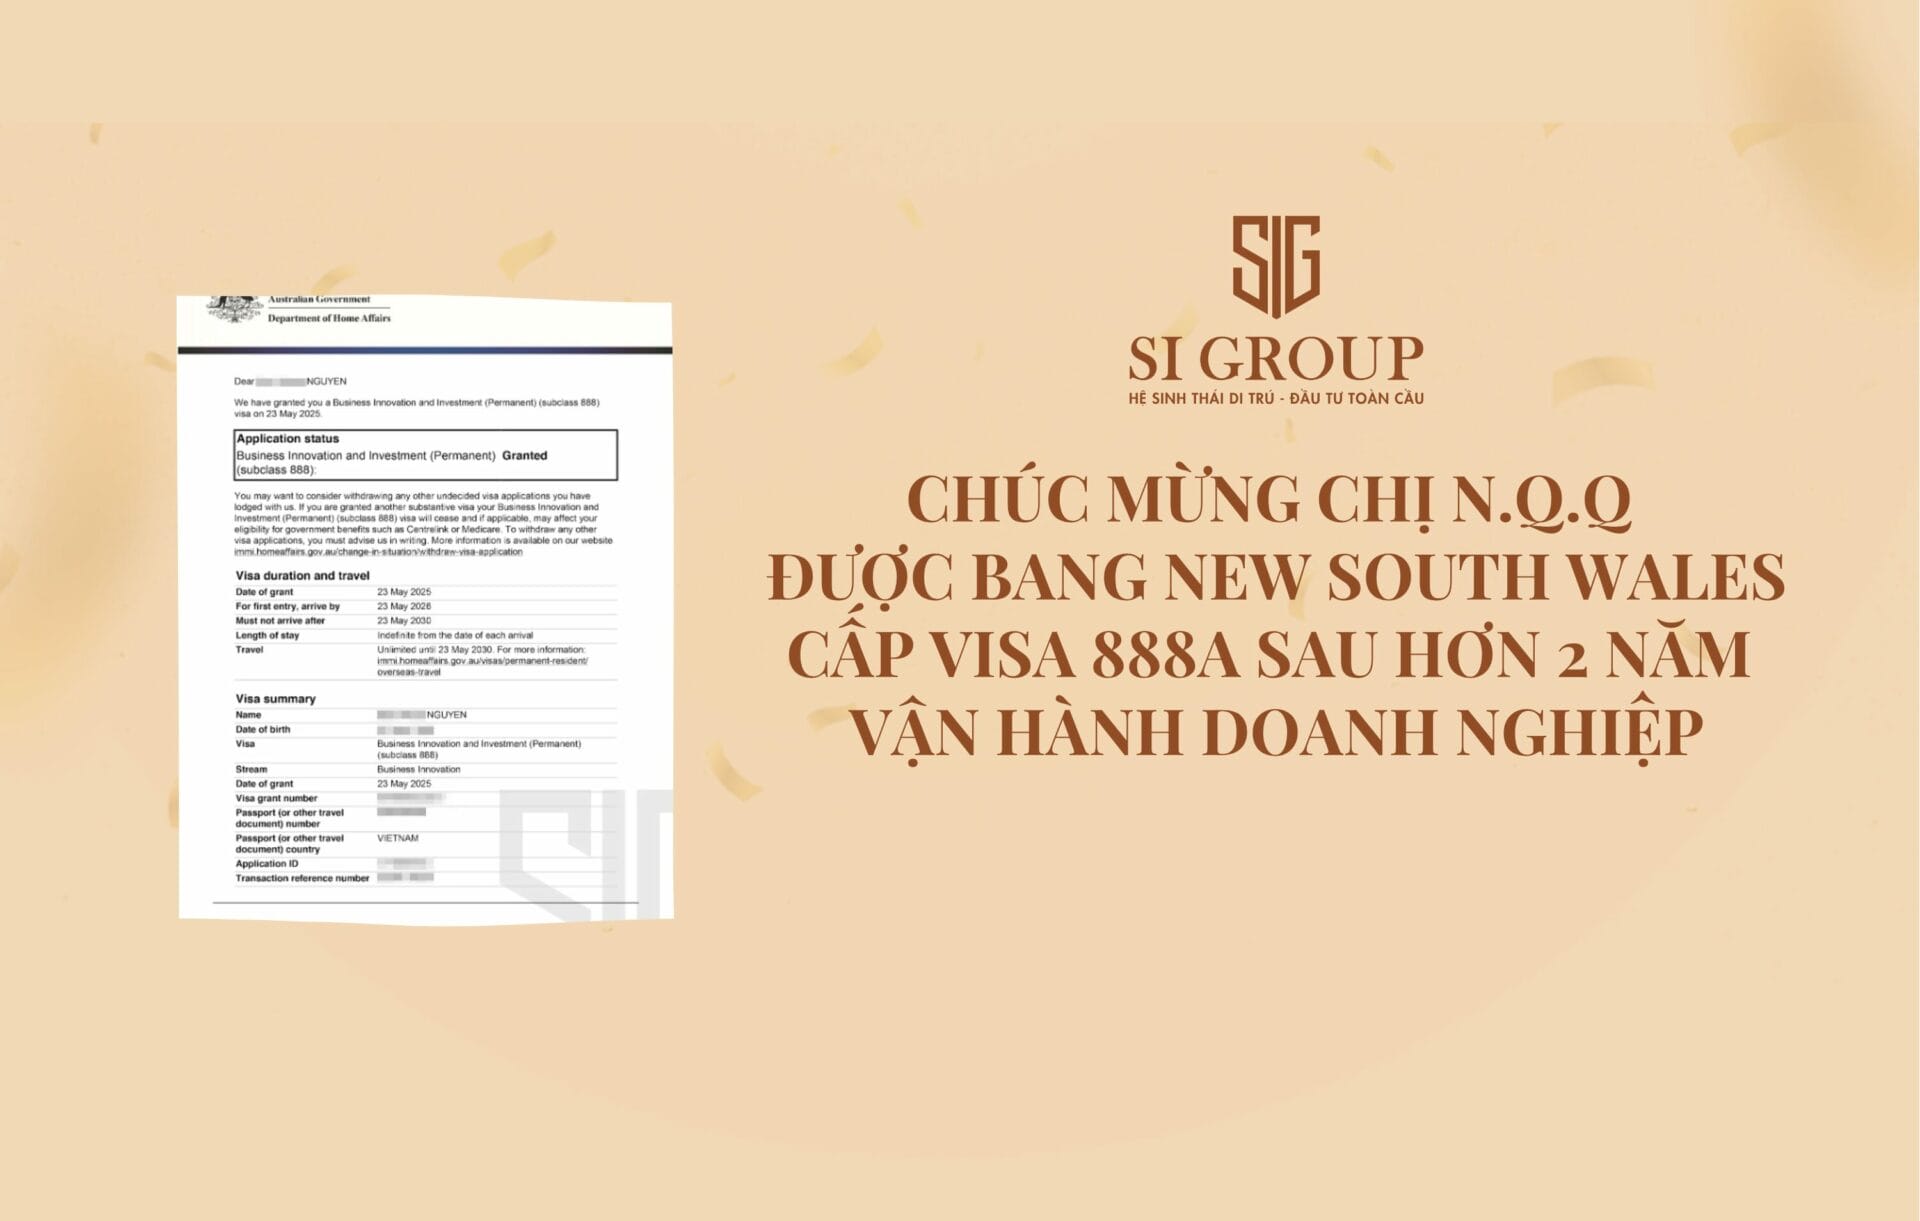 Australian Government
Department of Home Affairs
Dear NGUYEN
We have granted you a Business Innovation and Investment (Permanent) (subclass 888)
visa on 23 May 2025.
Application status
Business Innovation and Investment (Permanent) Granted
(subclass 888):
You may want to consider withdrawing any other undecided visa applications you have
lodged with us. If you are granted another substantive visa your Business Innovation and
Investment (Permanent) (subclass 888) visa will cease and if applicable, may affect your
eligibility for government benefits such as Centrelink or Medicare. To withdraw any other
visa applications, you must advise us in writing. More information is available on our website
immi.homeaffairs.gov.au/change-in-situation/withdraw-visa-application
Visa duration and travel
Date of grant 23 May 2025
For first entry, arrive by 23 May 2026
Must not arrive after 23 May 2030
Length of stay Indefinite from the date of each arrival
Travel Unlimited until 23 May 2030. For more information:
immi.homeaffairs.gov.au/visas/permanent-resident/
overseas-travel
Visa summary
Name NGUYEN
Date of birth
Visa Business Innovation and Investment (Permanent)
(subclass 888)
Stream Business Innovation
Date of grant 23 May 2025
Visa grant number
Passport (or other travel
document) number
Passport (or other travel VIETNAM
document) country
Application ID
Transaction reference number
SIG
SI GROUP
HỆ SINH THÁI DI TRÚ - ĐẦU TƯ TOÀN CẦU
CHÚC MỪNG CHỊ N.Q.Q
ĐƯỢC BANG NEW SOUTH WALES
CẤP VISA 888A SAU HƠN 2 NĂM
VẬN HÀNH DOANH NGHIỆP